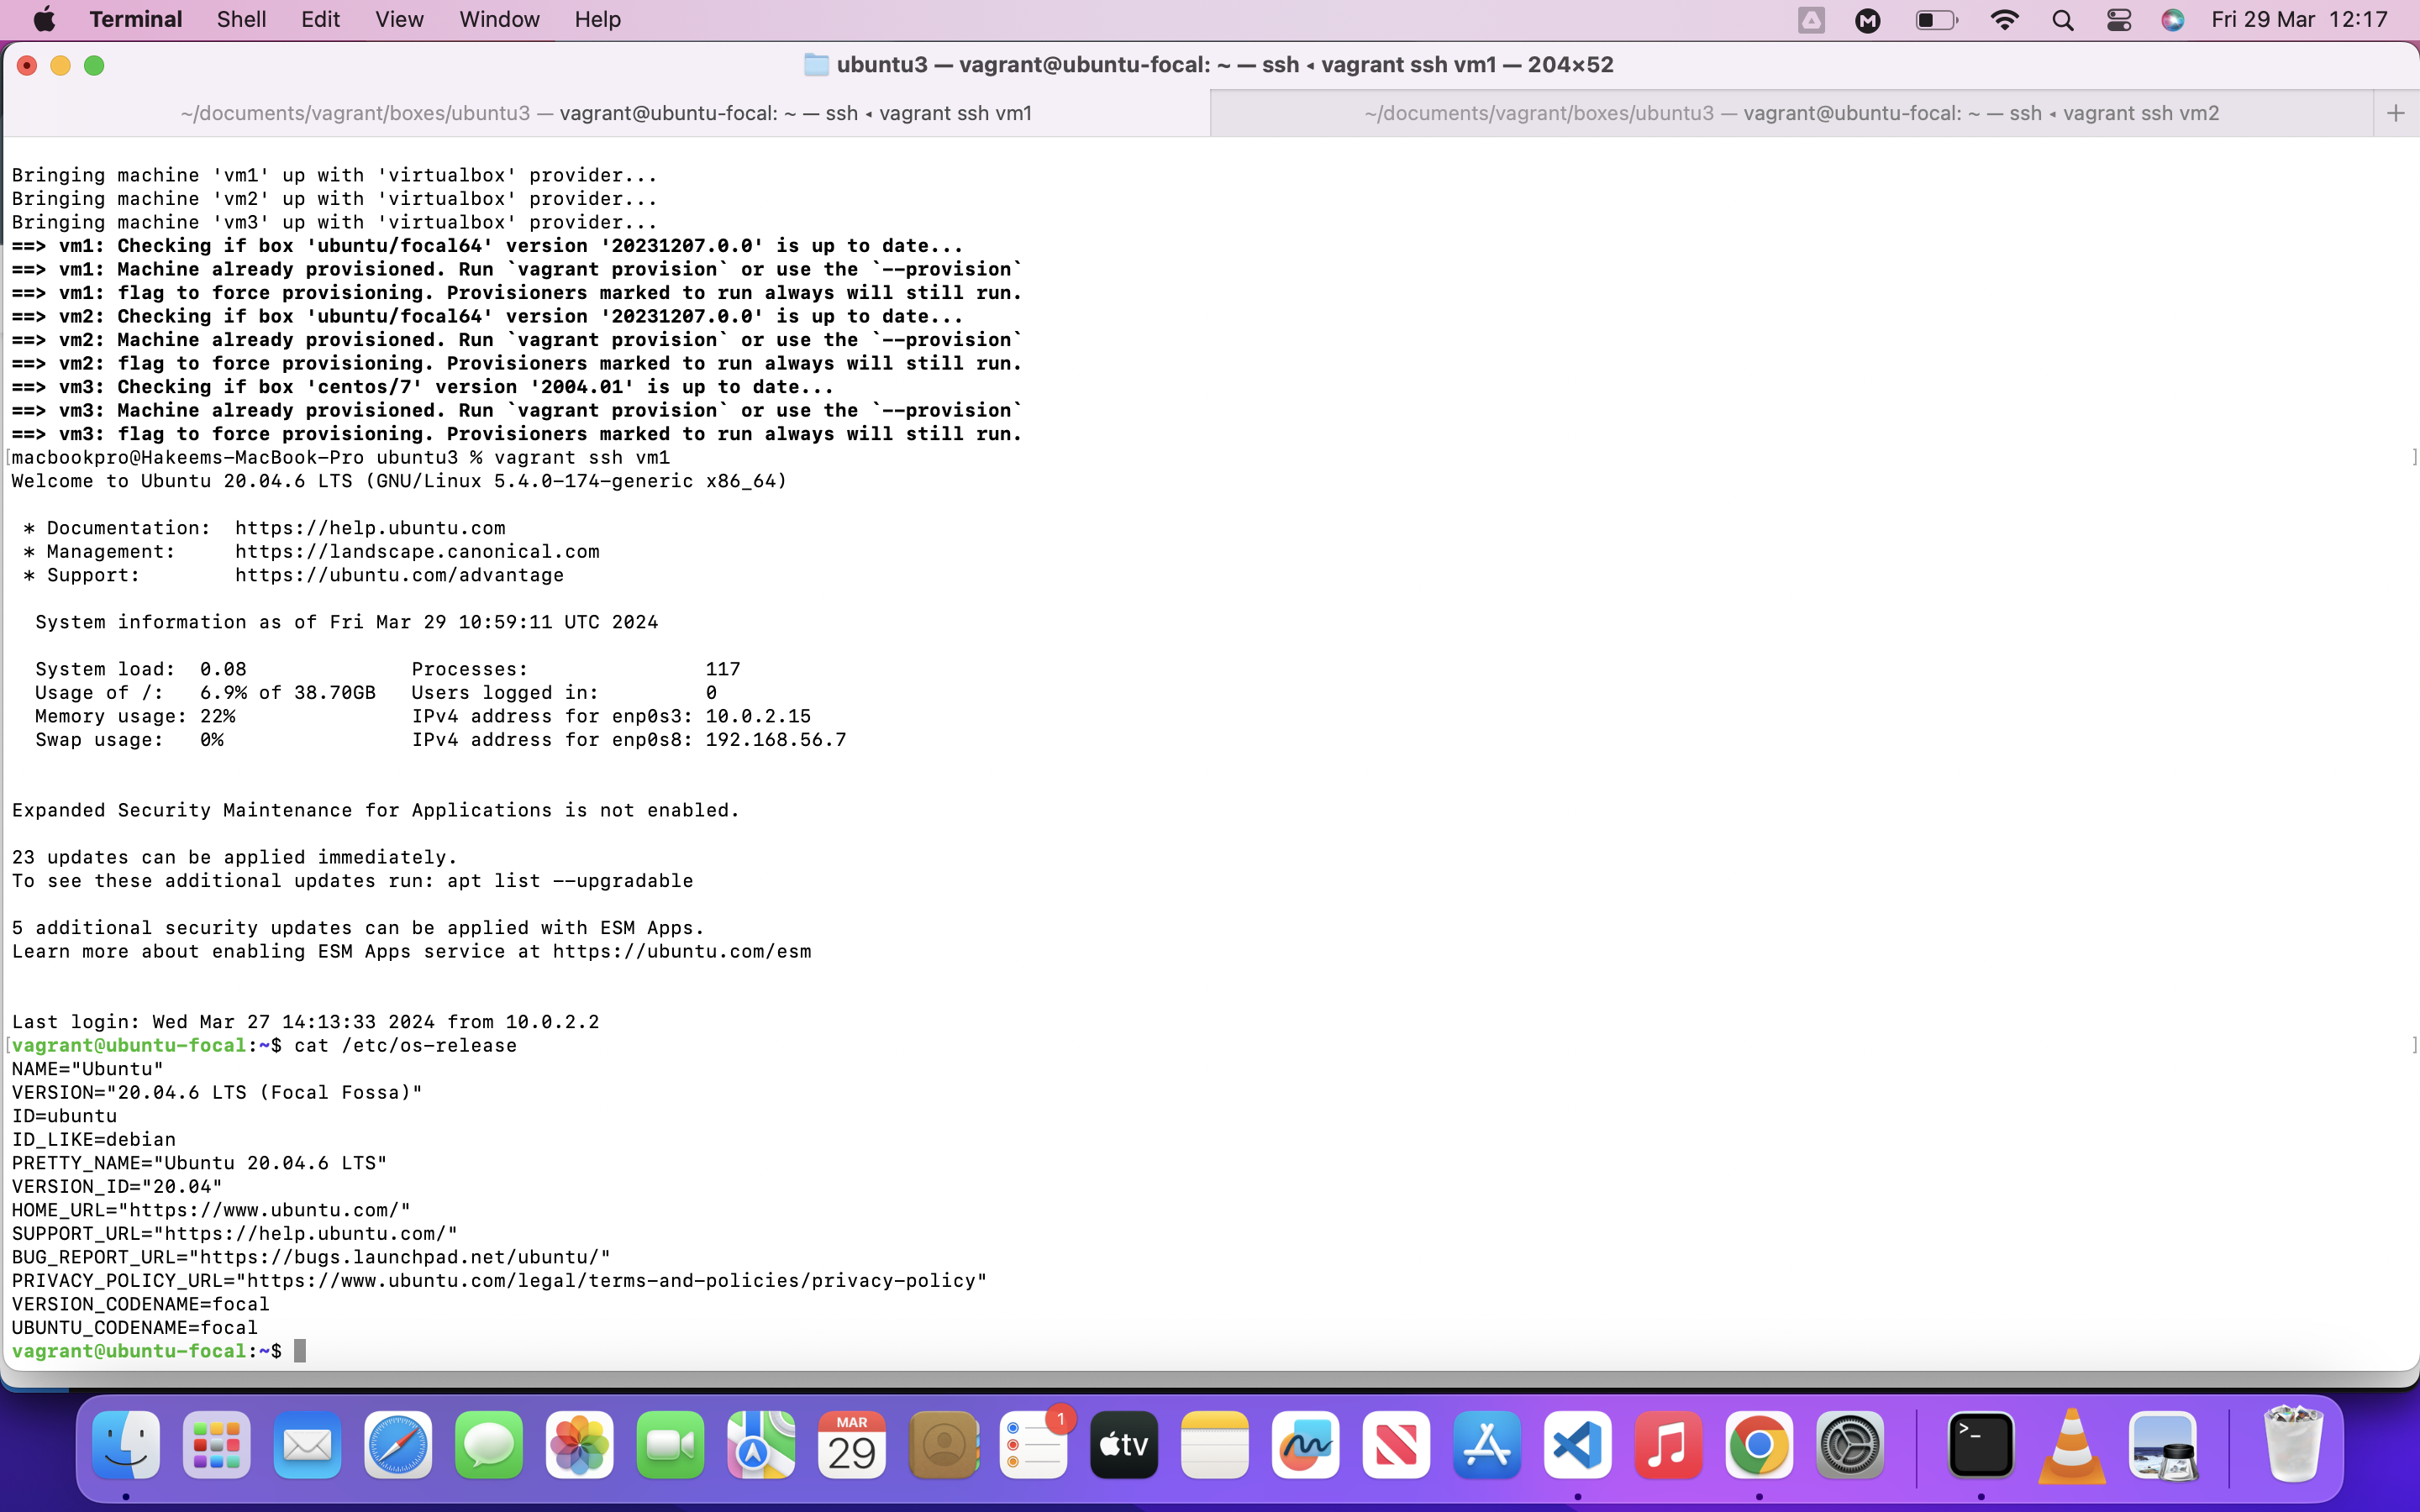 Terminal Shell Edit View Window Help Fri 29 Mar 12:17
ubuntu3 — vagrant@ubuntu-focal: ~ — ssh ◂ vagrant ssh vm1 — 204×52
~/documents/vagrant/boxes/ubuntu3 — vagrant@ubuntu-focal: ~ — ssh ◂ vagrant ssh vm1 ~/documents/vagrant/boxes/ubuntu3 — vagrant@ubuntu-focal: ~ — ssh ◂ vagrant ssh vm2 +
Bringing machine 'vm1' up with 'virtualbox' provider...
Bringing machine 'vm2' up with 'virtualbox' provider...
Bringing machine 'vm3' up with 'virtualbox' provider...
==> vm1: Checking if box 'ubuntu/focal64' version '20231207.0.0' is up to date...
==> vm1: Machine already provisioned. Run `vagrant provision` or use the `--provision`
==> vm1: flag to force provisioning. Provisioners marked to run always will still run.
==> vm2: Checking if box 'ubuntu/focal64' version '20231207.0.0' is up to date...
==> vm2: Machine already provisioned. Run `vagrant provision` or use the `--provision`
==> vm2: flag to force provisioning. Provisioners marked to run always will still run.
==> vm3: Checking if box 'centos/7' version '2004.01' is up to date...
==> vm3: Machine already provisioned. Run `vagrant provision` or use the `--provision`
==> vm3: flag to force provisioning. Provisioners marked to run always will still run.
[macbookpro@Hakeems-MacBook-Pro ubuntu3 % vagrant ssh vm1 ]
Welcome to Ubuntu 20.04.6 LTS (GNU/Linux 5.4.0-174-generic x86_64)
* Documentation: https://help.ubuntu.com
* Management: https://landscape.canonical.com
* Support: https://ubuntu.com/advantage
System information as of Fri Mar 29 10:59:11 UTC 2024
System load: 0.08 Processes: 117
Usage of /: 6.9% of 38.70GB Users logged in: 0
Memory usage: 22% IPv4 address for enp0s3: 10.0.2.15
Swap usage: 0% IPv4 address for enp0s8: 192.168.56.7
Expanded Security Maintenance for Applications is not enabled.
23 updates can be applied immediately.
To see these additional updates run: apt list --upgradable
5 additional security updates can be applied with ESM Apps.
Learn more about enabling ESM Apps service at https://ubuntu.com/esm
Last login: Wed Mar 27 14:13:33 2024 from 10.0.2.2
[vagrant@ubuntu-focal:~$ cat /etc/os-release ]
NAME="Ubuntu"
VERSION="20.04.6 LTS (Focal Fossa)"
ID=ubuntu
ID_LIKE=debian
PRETTY_NAME="Ubuntu 20.04.6 LTS"
VERSION_ID="20.04"
HOME_URL="https://www.ubuntu.com/"
SUPPORT_URL="https://help.ubuntu.com/"
BUG_REPORT_URL="https://bugs.launchpad.net/ubuntu/"
PRIVACY_POLICY_URL="https://www.ubuntu.com/legal/terms-and-policies/privacy-policy"
VERSION_CODENAME=focal
UBUNTU_CODENAME=focal
vagrant@ubuntu-focal:~$
MAR
29
1
tv
>_